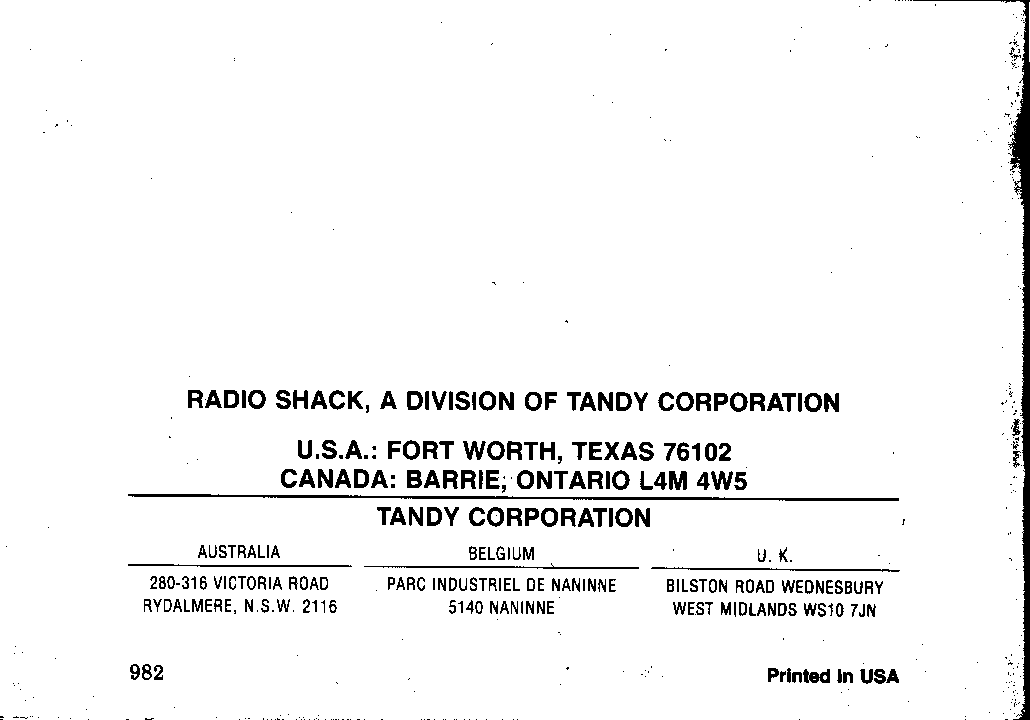 RADIO SHACK, A DIVISION OF TANDY CORPORATION
U.S.A.: FORT WORTH, TEXAS 76102
CANADA: BARRIE, ONTARIO L4M 4W5
TANDY CORPORATION
AUSTRALIA
280-316 VICTORIA ROAD
RYDALMERE, N.S.W. 2116
BELGIUM
PARC INDUSTRIEL DE NANINNE
5140 NANINNE
U. K.
BILSTON ROAD WEDNESBURY
WEST MIDLANDS WS10 7JN
982
Printed in USA